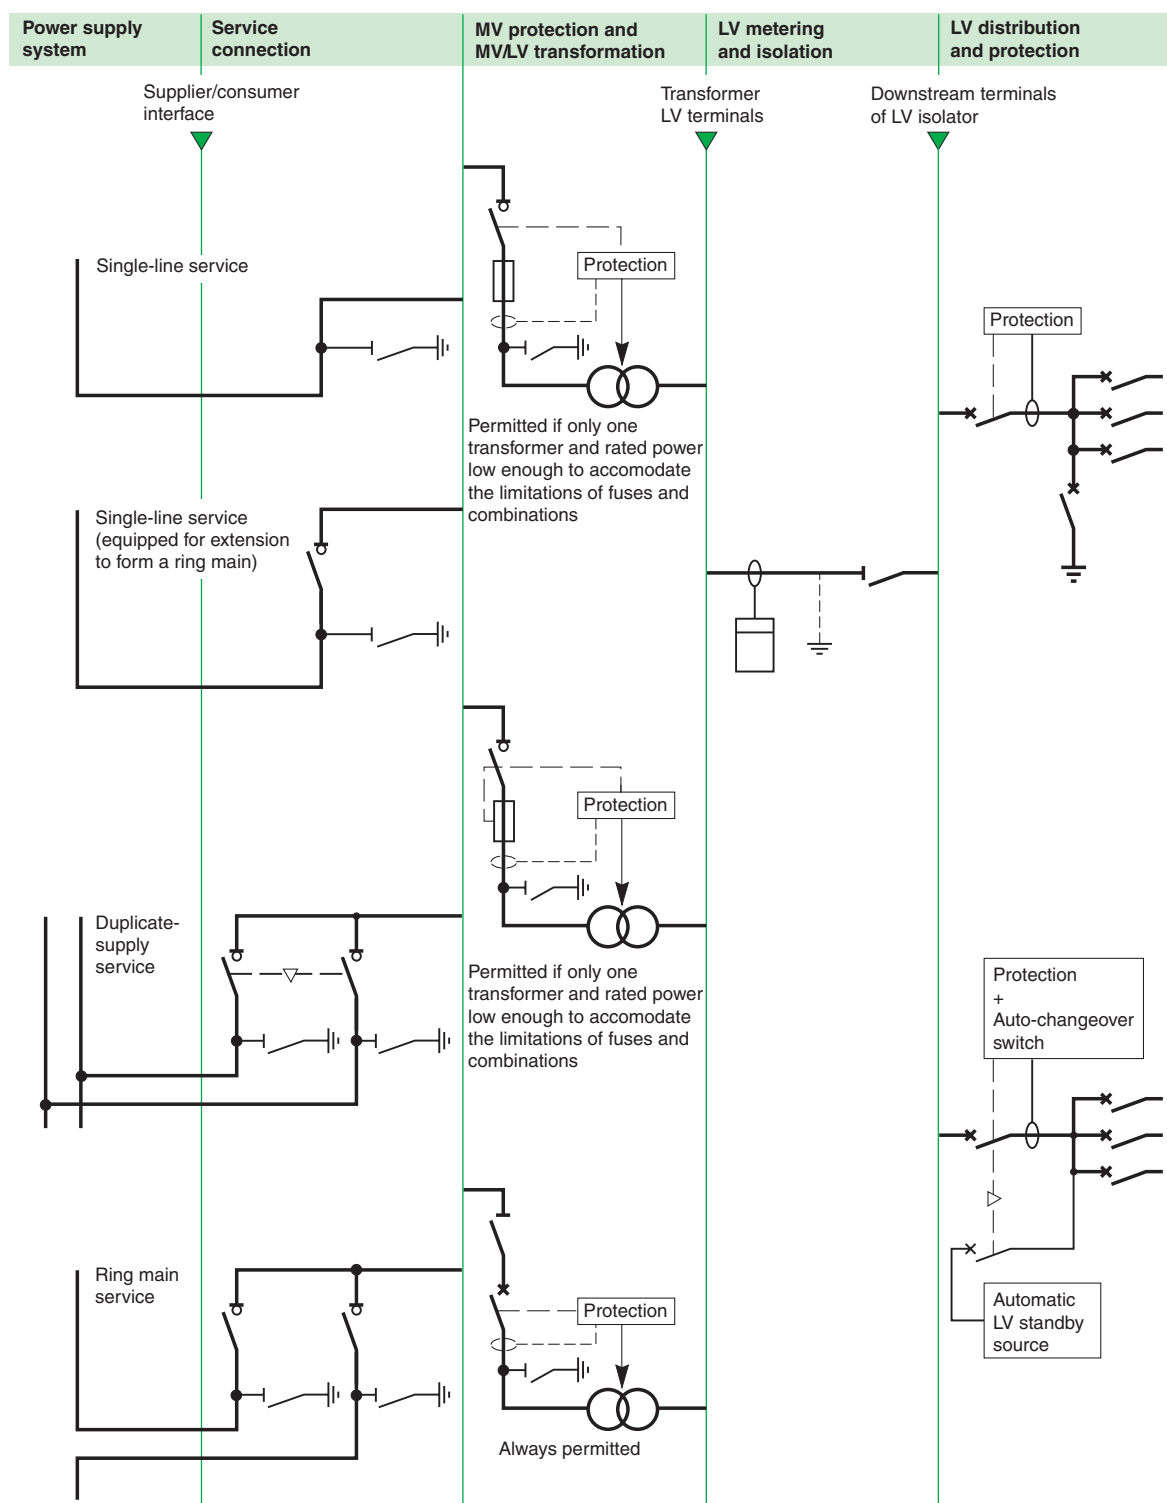 Power supply
system
Service
connection
MV protection and
MV/LV transformation
LV metering
and isolation
LV distribution
and protection
Supplier/consumer
interface
Transformer
LV terminals
Downstream terminals
of LV isolator
Single-line service
Protection
Protection
Permitted if only one
transformer and rated power
low enough to accomodate
the limitations of fuses and
combinations
Single-line service
(equipped for extension
to form a ring main)
Protection
Duplicate-
supply
service
Permitted if only one
transformer and rated power
low enough to accomodate
the limitations of fuses and
combinations
Protection
+
Auto-changeover
switch
Ring main
service
Protection
Always permitted
Automatic
LV standby
source